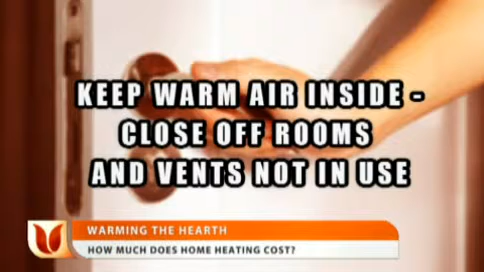 KEEP WARM AIR INSIDE -
CLOSE OFF ROOMS
AND VENTS NOT IN USE
WARMING THE HEARTH
HOW MUCH DOES HOME HEATING COST?